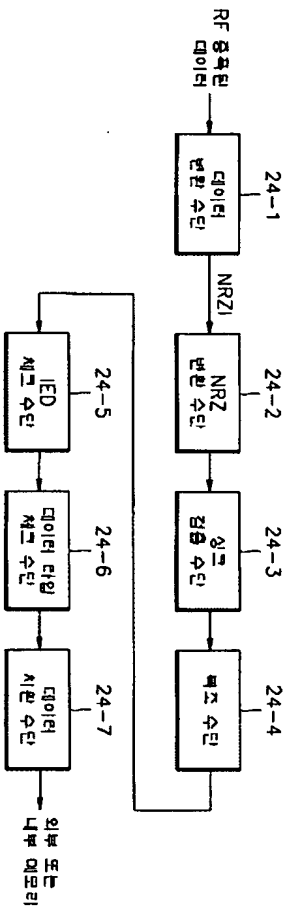 RF 증폭된
데이터
24-1
데이터
변환 수단
NRZI
24-2
NRZ
변환 수단
24-3
싱크
검출 수단
24-4
복조 수단
24-5
IED
체크 수단
24-6
데이터 타임
체크 수단
24-7
데이터
치환 수단
외부 또는
내부 메모리